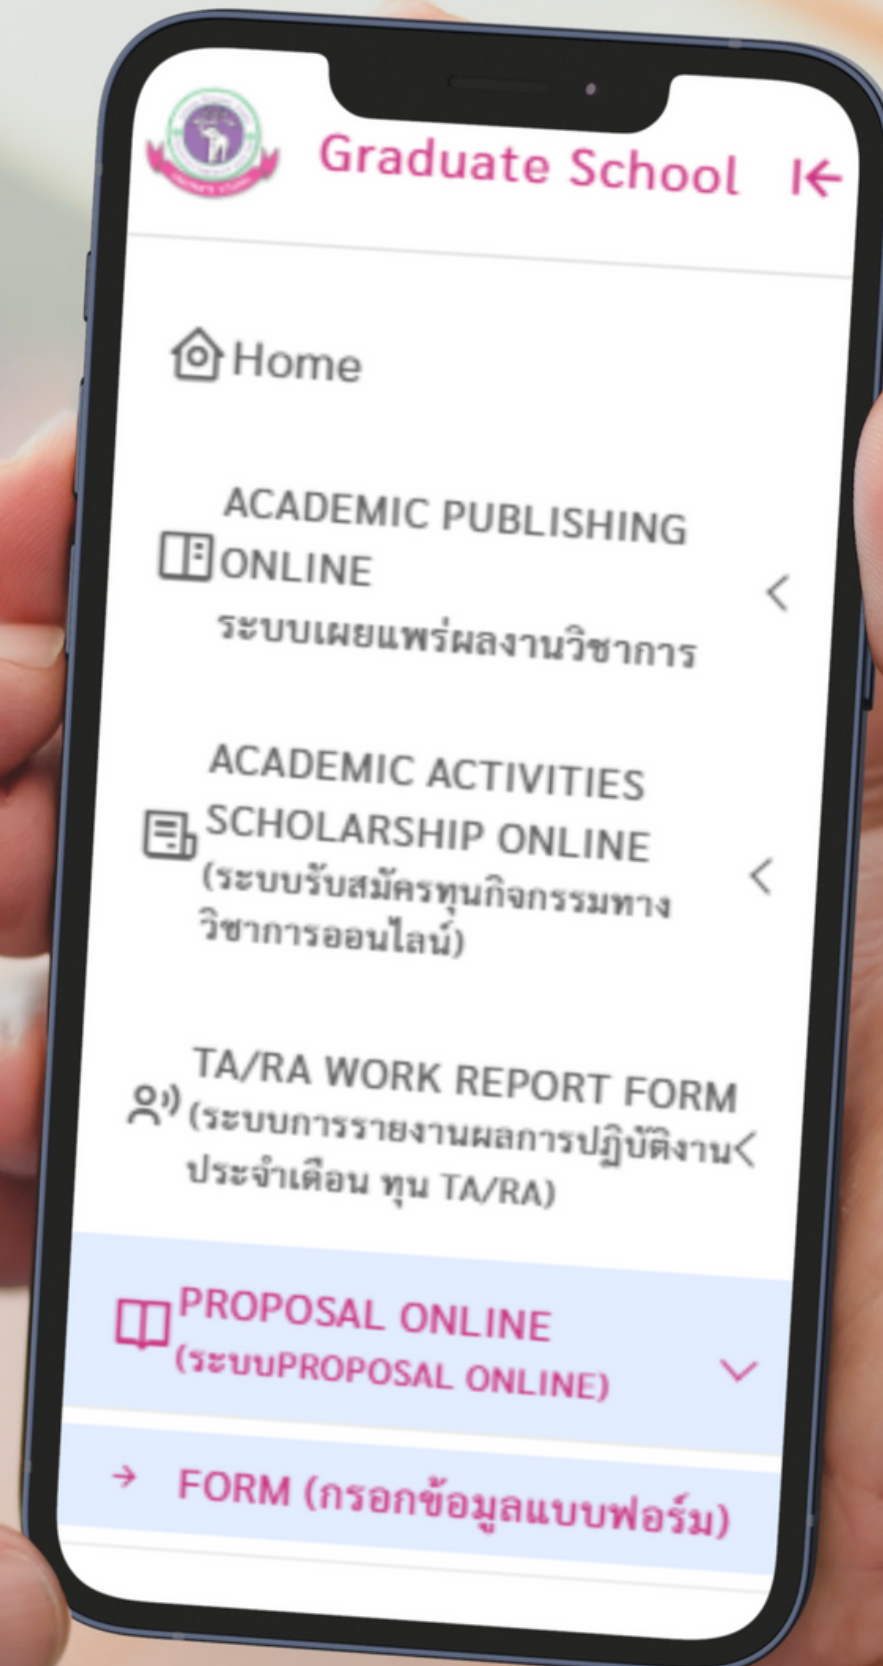 Graduate School
Home
ACADEMIC PUBLISHING
ONLINE
ระบบเผยแพร่ผลงานวิชาการ
ACADEMIC ACTIVITIES
SCHOLARSHIP ONLINE
(ระบบรับสมัครทุนกิจกรรมทาง
วิชาการออนไลน์)
TA/RA WORK REPORT FORM
(ระบบการรายงานผลการปฏิบัติงาน
ประจำเดือน ทุน TA/RA)
PROPOSAL ONLINE
(ระบบPROPOSAL ONLINE)
FORM (กรอกข้อมูลแบบฟอร์ม)